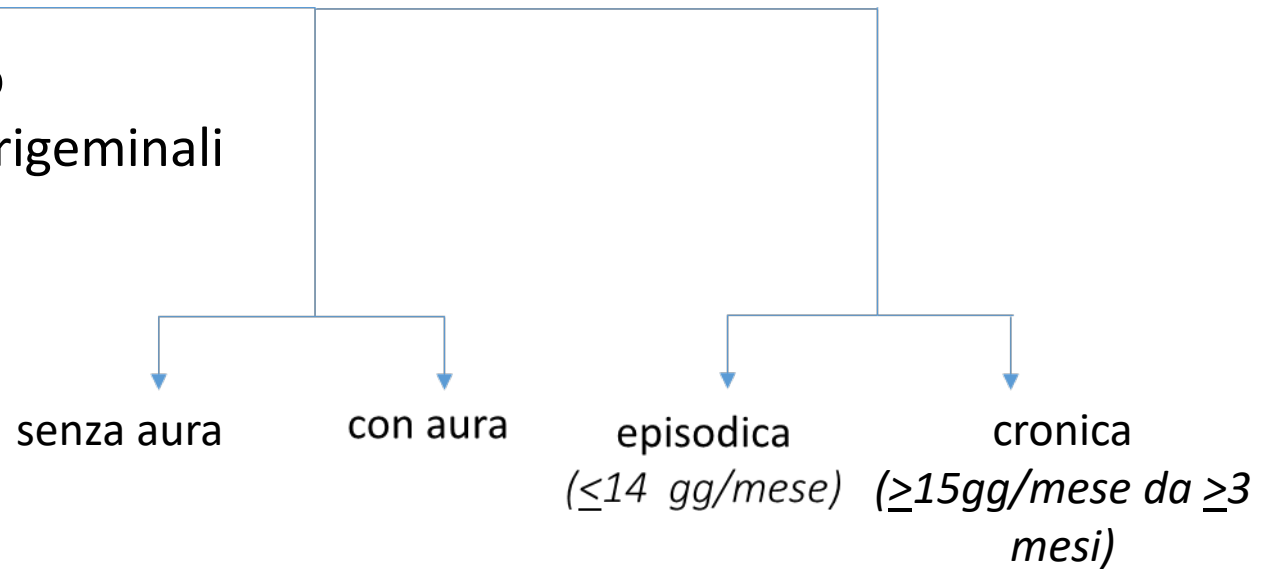 o
rigeminali
senza aura
con aura
episodica
(≤14 gg/mese)
cronica
(≥15gg/mese da ≥3
mesi)